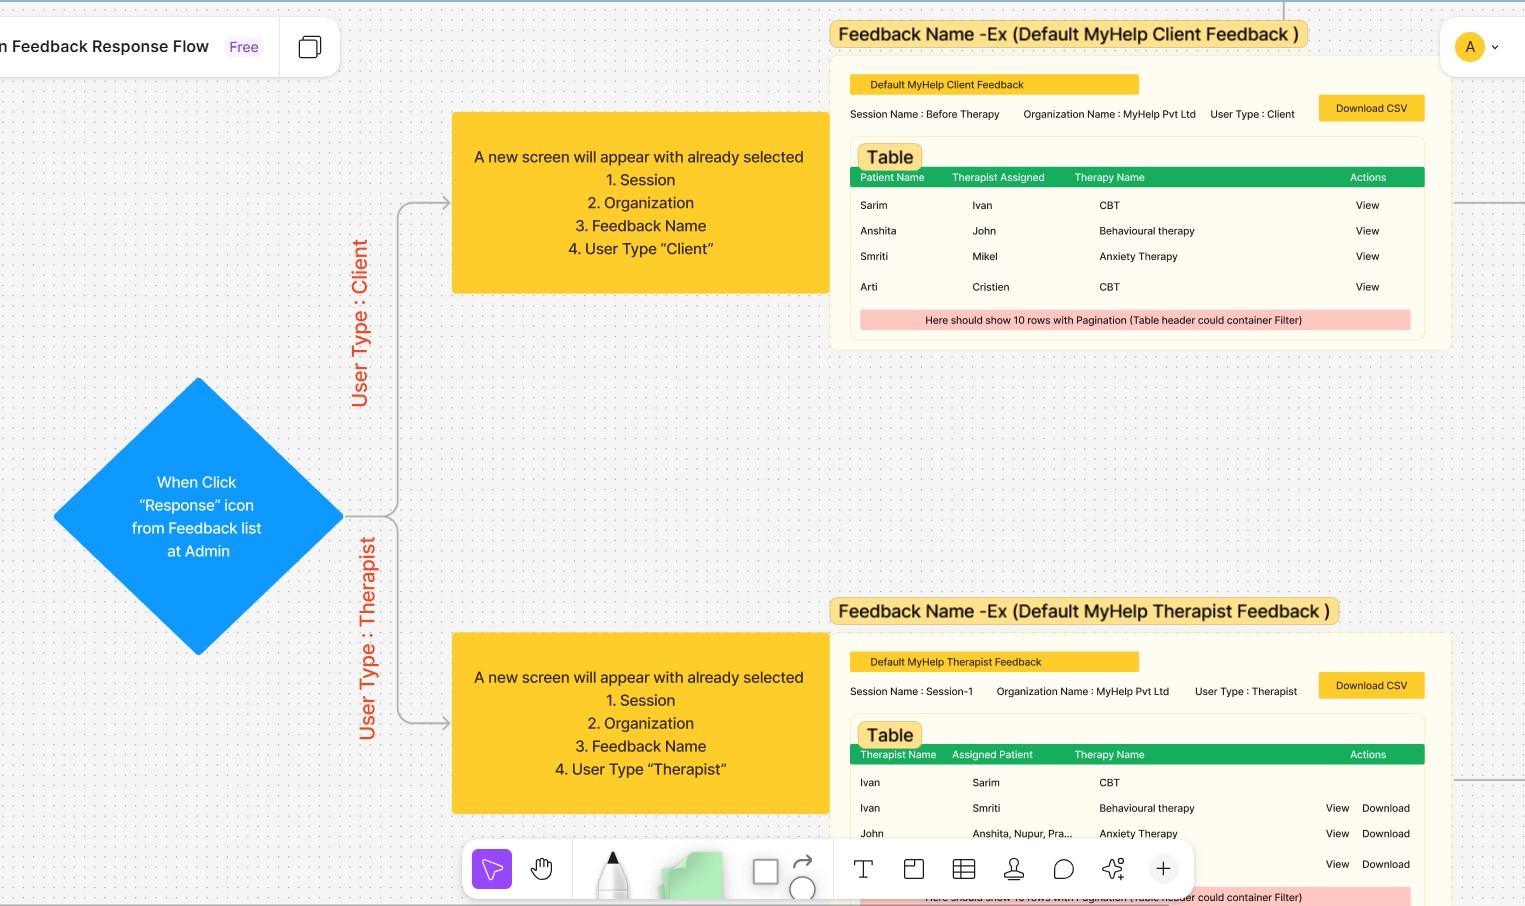 n Feedback Response Flow
Free
A
Feedback Name -Ex (Default MyHelp Client Feedback )
Default MyHelp Client Feedback
Session Name : Before Therapy
Organization Name : MyHelp Pvt Ltd
User Type : Client
Download CSV
Table
Patient Name
Therapist Assigned
Therapy Name
Actions
Sarim
Ivan
CBT
View
Anshita
John
Behavioural therapy
View
Smriti
Mikel
Anxiety Therapy
View
Arti
Cristien
CBT
View
Here should show 10 rows with Pagination (Table header could container Filter)
A new screen will appear with already selected
1. Session
2. Organization
3. Feedback Name
4. User Type “Client”
User Type : Client
When Click
“Response” icon
from Feedback list
at Admin
User Type : Therapist
A new screen will appear with already selected
1. Session
2. Organization
3. Feedback Name
4. User Type “Therapist”
Feedback Name -Ex (Default MyHelp Therapist Feedback )
Default MyHelp Therapist Feedback
Session Name : Session-1
Organization Name : MyHelp Pvt Ltd
User Type : Therapist
Download CSV
Table
Therapist Name
Assigned Patient
Therapy Name
Actions
Ivan
Sarim
CBT
Ivan
Smriti
Behavioural therapy
View
Download
John
Anshita, Nupur, Pra...
Anxiety Therapy
View
Download
View
Download
Here should show 10 rows with Pagination (Table header could container Filter)
T